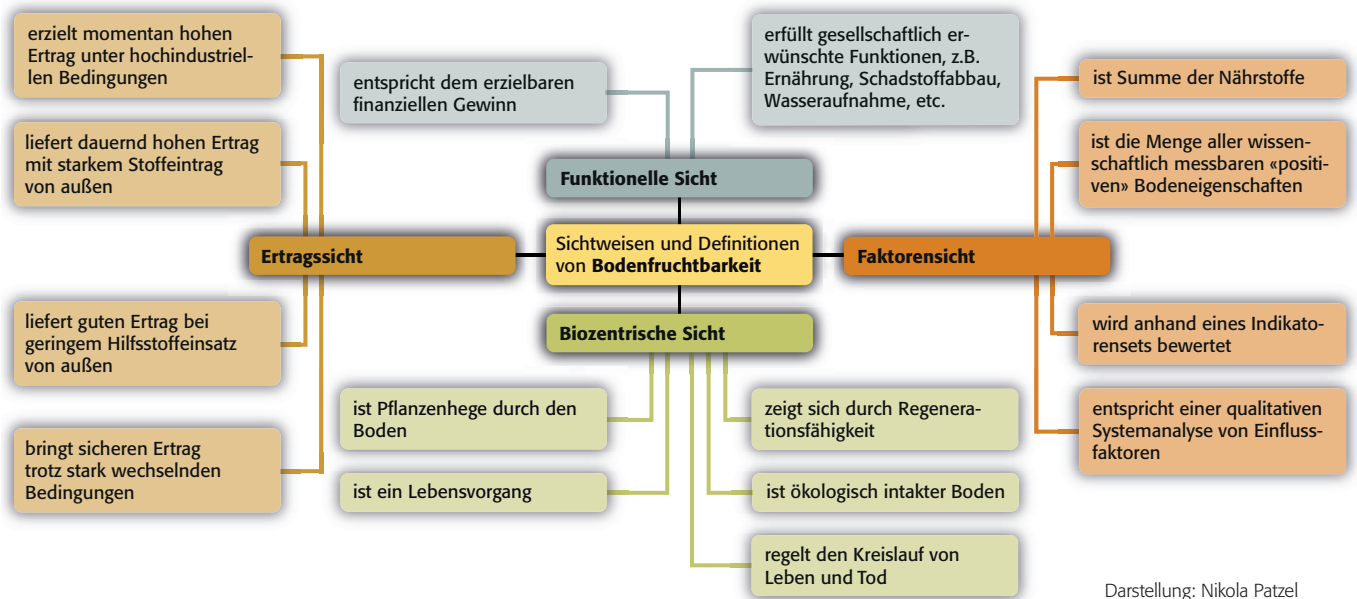 erzielt momentan hohen
Ertrag unter hochindustriel-
len Bedingungen
liefert dauernd hohen Ertrag
mit starkem Stoffeintrag
von außen
Ertragssicht
liefert guten Ertrag bei
geringem Hilfsstoffeinsatz
von außen
bringt sicheren Ertrag
trotz stark wechselnden
Bedingungen
entspricht dem erzielbaren
finanziellen Gewinn
erfüllt gesellschaftlich er-
wünschte Funktionen, z.B.
Ernährung, Schadstoffabbau,
Wasseraufnahme, etc.
Funktionelle Sicht
Sichtweisen und Definitionen
von Bodenfruchtbarkeit
Biozentrische Sicht
ist Pflanzenhege durch den
Boden
ist ein Lebensvorgang
zeigt sich durch Regenera-
tionsfähigkeit
ist ökologisch intakter Boden
regelt den Kreislauf von
Leben und Tod
ist Summe der Nährstoffe
ist die Menge aller wissen-
schaftlich messbaren «positi-
ven» Bodeneigenschaften
Faktorensicht
wird anhand eines Indikato-
rensets bewertet
entspricht einer qualitativen
Systemanalyse von Einfluss-
faktoren
Darstellung: Nikola Patzel